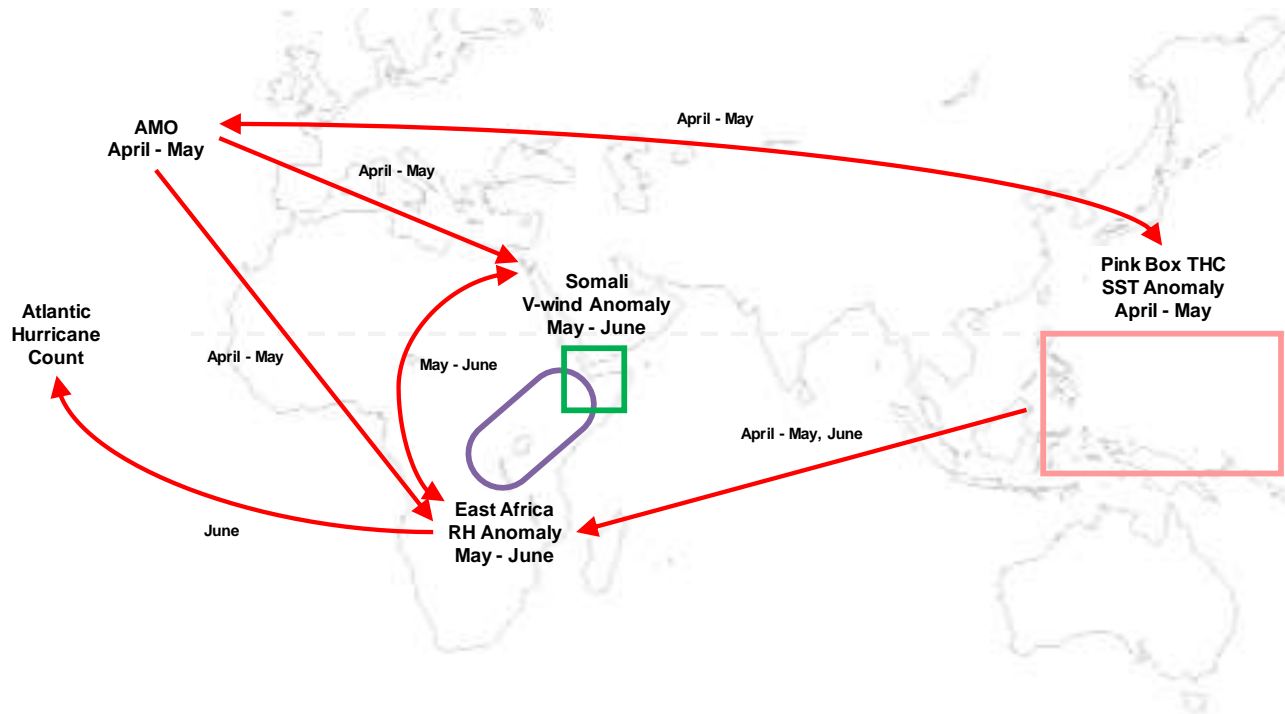 April - May
AMO
April - May
April - May
Pink Box THC
SST Anomaly
April - May
Somali
V-wind Anomaly
May - June
Atlantic
Hurricane
Count
April - May
May - June
April - May, June
East Africa
RH Anomaly
May - June
June